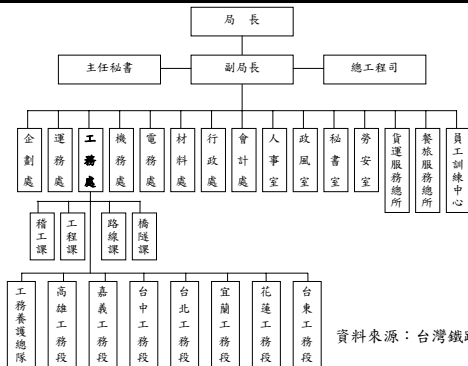 局 長
主任秘書
副局長
總工程司
企劃處
運務處
工務處
機務處
電務處
材料處
行政處
會計處
人事室
政風室
秘書室
勞安室
貨運服務總所
餐旅服務總所
員工訓練中心
稽工課
工程課
路線課
橋隧課
工務養護總隊
高雄工務段
嘉義工務段
台中工務段
台北工務段
宜蘭工務段
花蓮工務段
台東工務段
資料來源：台灣鐵